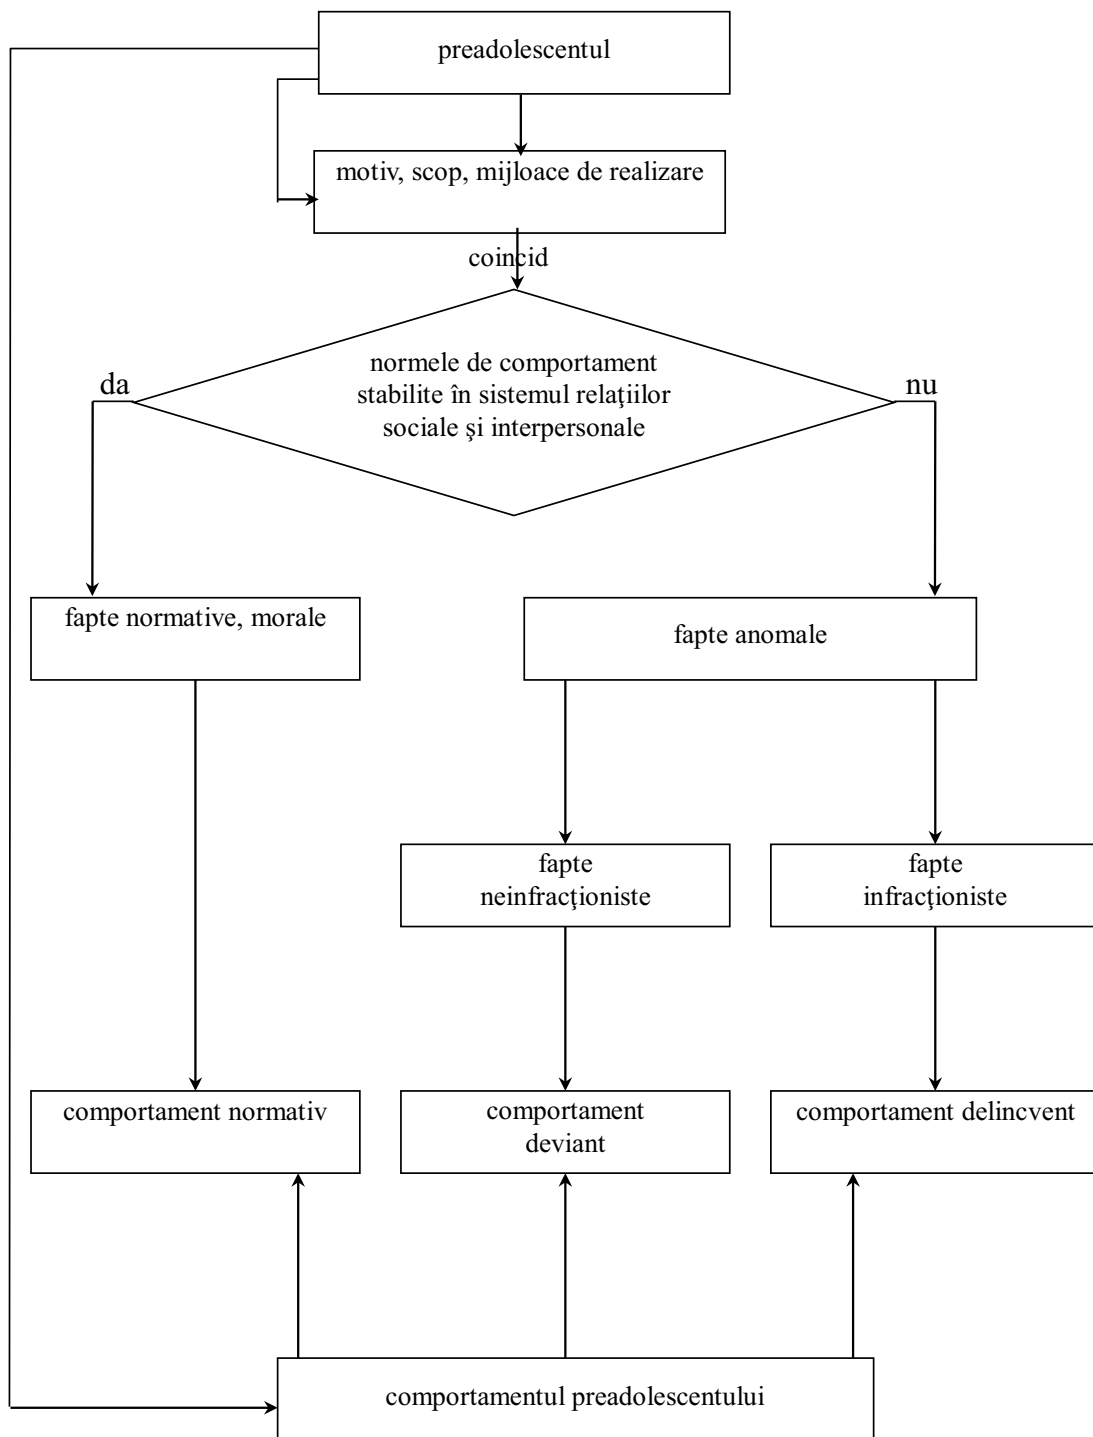 preadolescentul
motiv, scop, mijloace de realizare
coincid
normele de comportament
stabilite în sistemul relaţiilor
sociale şi interpersonale
da
nu
fapte normative, morale
fapte anomale
fapte
neinfracţioniste
fapte
infracţioniste
comportament normativ
comportament
deviant
comportament delincvent
comportamentul preadolescentului